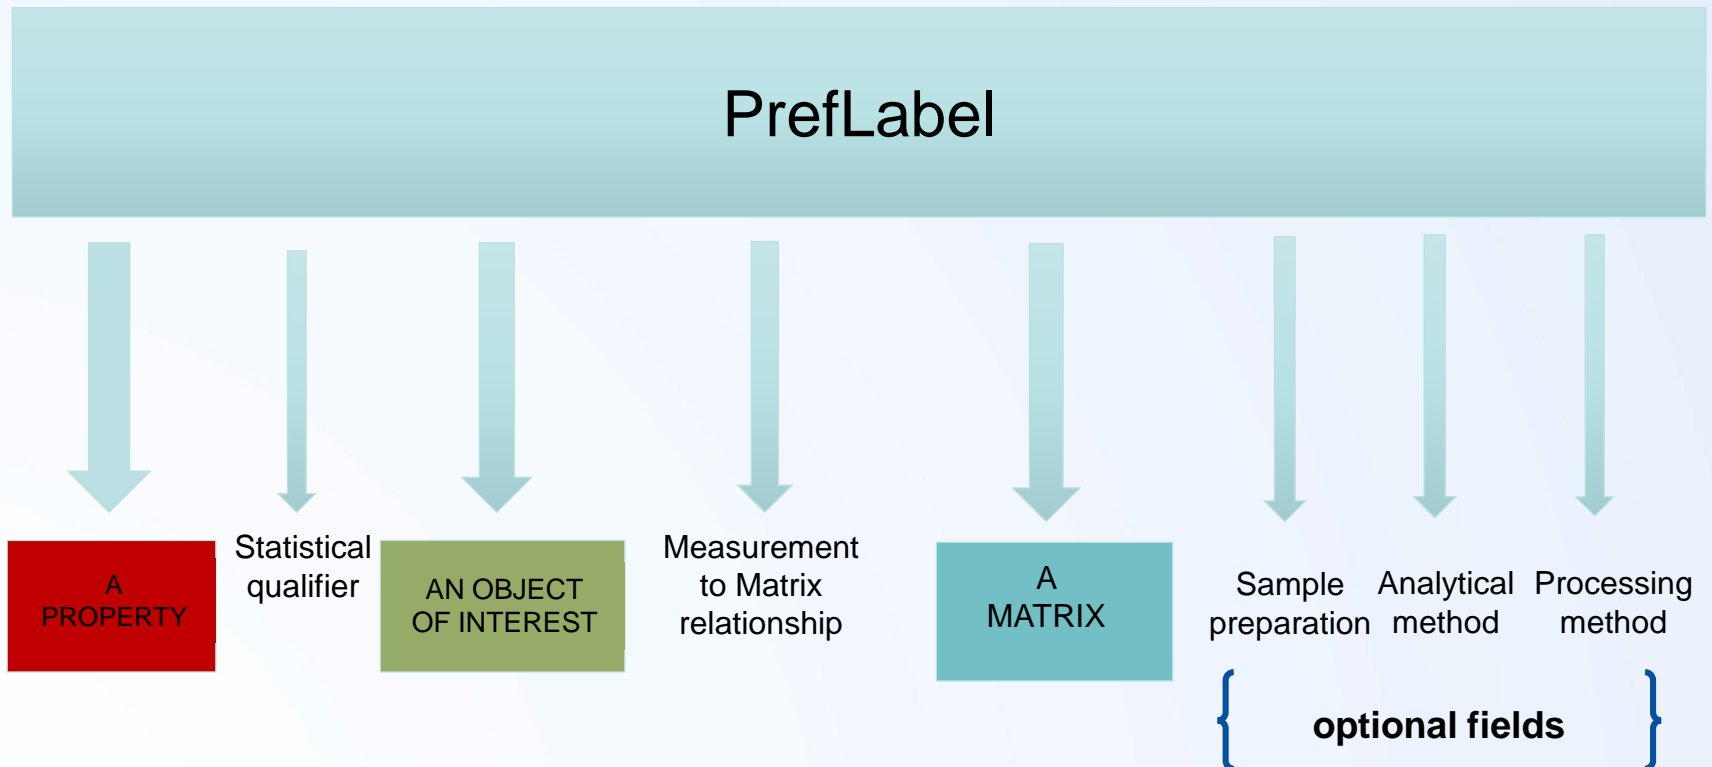 PrefLabel
A
PROPERTY
Statistical
qualifier
AN OBJECT
OF INTEREST
Measurement
to Matrix
relationship
A
MATRIX
Sample
preparation
Analytical
method
Processing
method
{ optional fields }